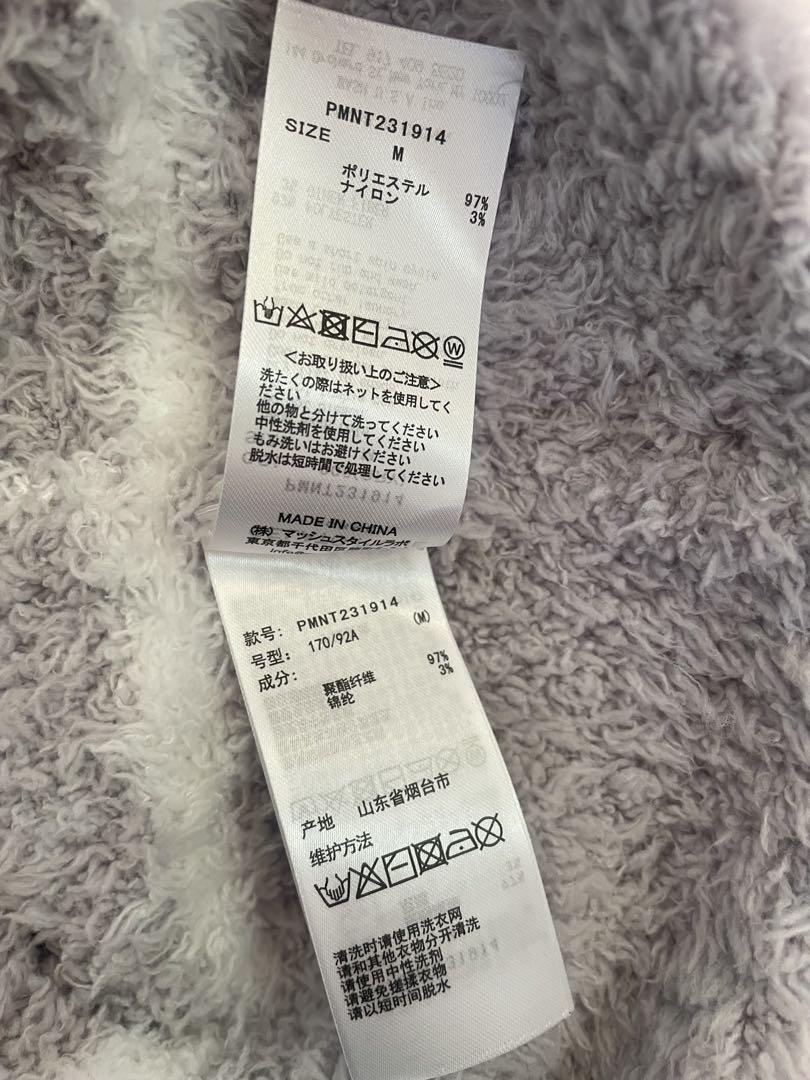 PMNT231914
SIZE
M
ポリエステル 97%
ナイロン 3%
W
<お取り扱い上のご注意>
洗たくの際はネットを使用してく
ださい
他の物と分けて洗ってください
中性洗剤を使用してください
もみ洗いはお避けください
脱水は短時間で処理してください
MADE IN CHINA
(株) マッシュスタイルラボ
東京都千代田区
款号: PMNT231914
号型: 170/92A (M)
成分:
聚酯纤维 97%
锦纶 3%
产地 山东省烟台市
维护方法
清洗时请使用洗衣网
请和其他衣物分开清洗
请使用中性洗剂
请避免搓揉衣物
请以短时间脱水